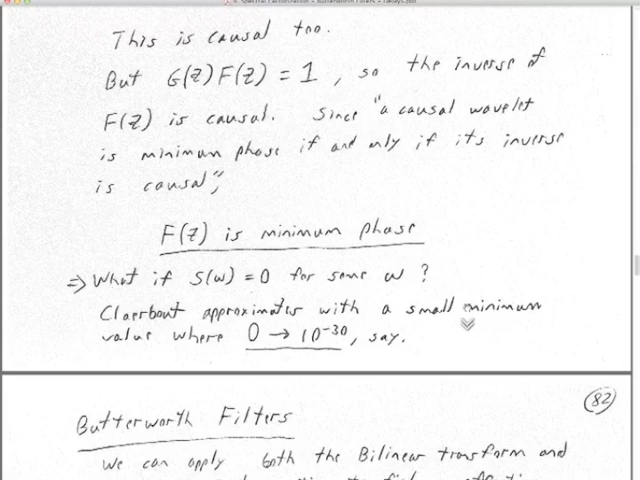 This is causal too.
But G(Z)F(Z) = 1, so the inverse of
F(Z) is causal. Since "a causal wavelet
is minimum phase if and only if its inverse
is causal",
F(Z) is minimum phase
⇒ What if S(ω) = 0 for some ω ?
Claerbout approximates with a small minimum
value where 0 → 10⁻³⁰, say.
82
Butterworth Filters
We can apply both the Bilinear transform and